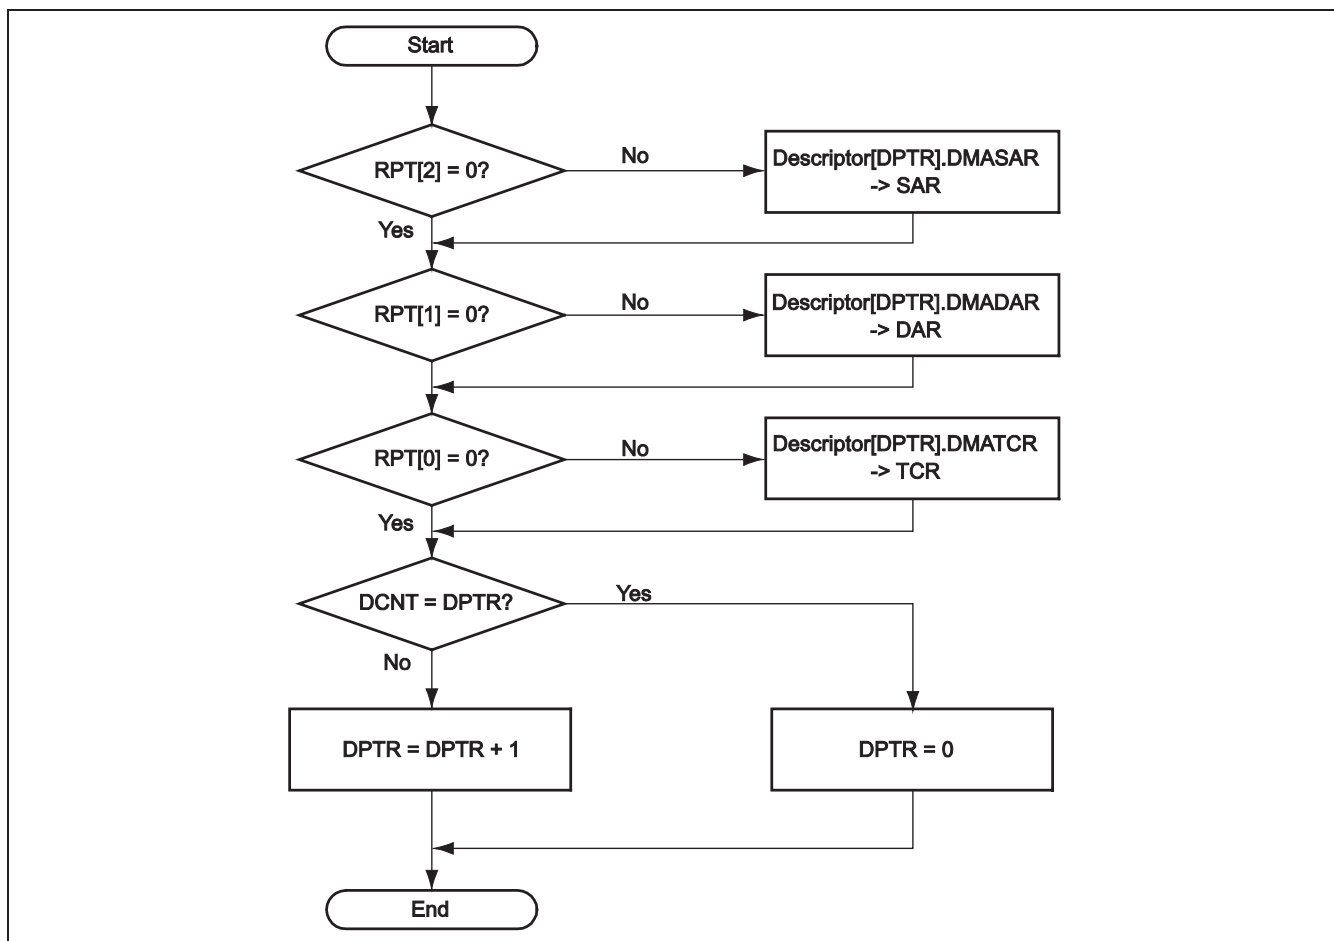 Start
RPT[2] = 0?
No
Descriptor[DPTR].DMASAR
-> SAR
Yes
RPT[1] = 0?
No
Descriptor[DPTR].DMADAR
-> DAR
RPT[0] = 0?
No
Descriptor[DPTR].DMATCR
-> TCR
Yes
DCNT = DPTR?
Yes
No
DPTR = DPTR + 1
DPTR = 0
End